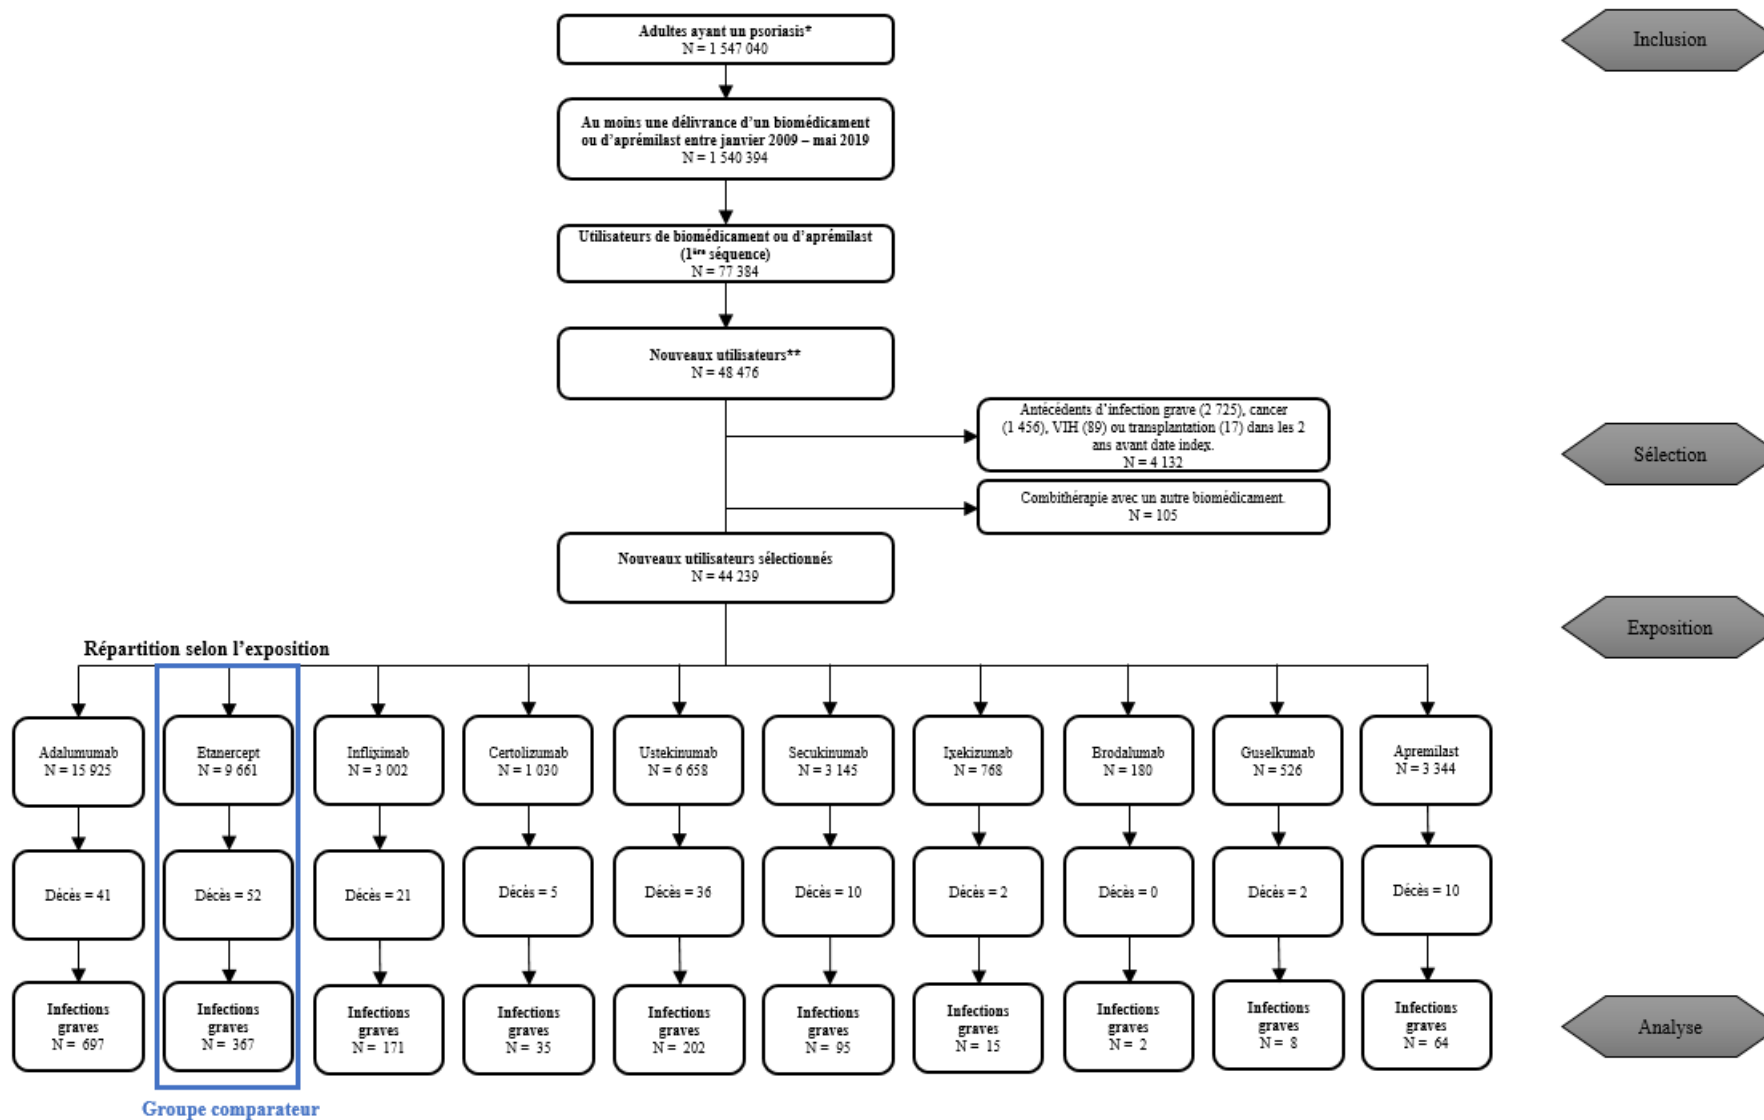 Adultes ayant un psoriasis*
N = 1 547 040
Inclusion
Au moins une délivrance d'un biomédicament
ou d'aprémilast entre janvier 2009 – mai 2019
N = 1 540 394
Utilisateurs de biomédicament ou d'aprémilast
(1ère séquence)
N = 77 384
Nouveaux utilisateurs**
N = 48 476
Antécédents d'infection grave (2 725), cancer
(1 456), VIH (89) ou transplantation (17) dans les 2
ans avant date index.
N = 4 132
Sélection
Combithérapie avec un autre biomédicament.
N = 105
Nouveaux utilisateurs sélectionnés
N = 44 239
Exposition
Répartition selon l'exposition
Adalumumab
N = 15 925
Etanercept
N = 9 661
Infliximab
N = 3 002
Certolizumab
N = 1 030
Ustekinumab
N = 6 658
Secukinumab
N = 3 145
Ixekizumab
N = 768
Brodalumab
N = 180
Guselkumab
N = 526
Apremilast
N = 3 344
Décès = 41
Décès = 52
Décès = 21
Décès = 5
Décès = 36
Décès = 10
Décès = 2
Décès = 0
Décès = 2
Décès = 10
Infections
graves
N = 697
Infections
graves
N = 367
Infections
graves
N = 171
Infections
graves
N = 35
Infections
graves
N = 202
Infections
graves
N = 95
Infections
graves
N = 15
Infections
graves
N = 2
Infections
graves
N = 8
Infections
graves
N = 64
Analyse
Groupe comparateur